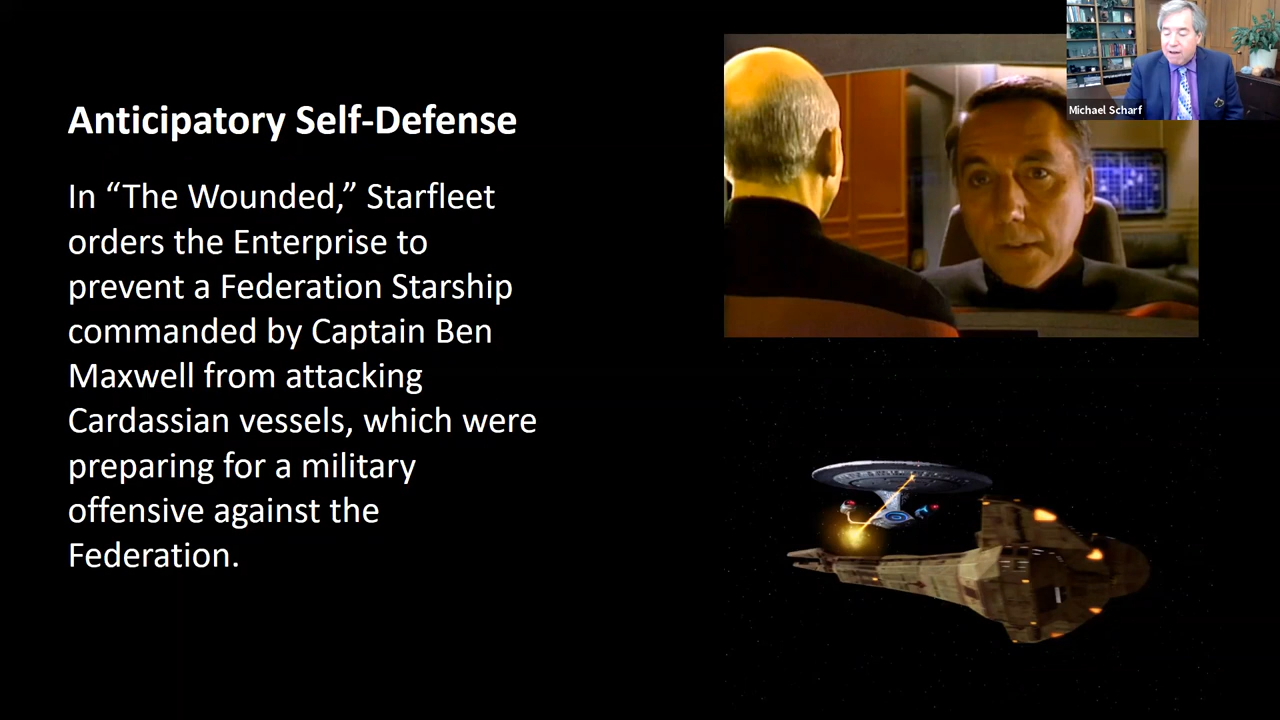 Anticipatory Self-Defense
In “The Wounded,” Starfleet
orders the Enterprise to
prevent a Federation Starship
commanded by Captain Ben
Maxwell from attacking
Cardassian vessels, which were
preparing for a military
offensive against the
Federation.
Michael Scharf